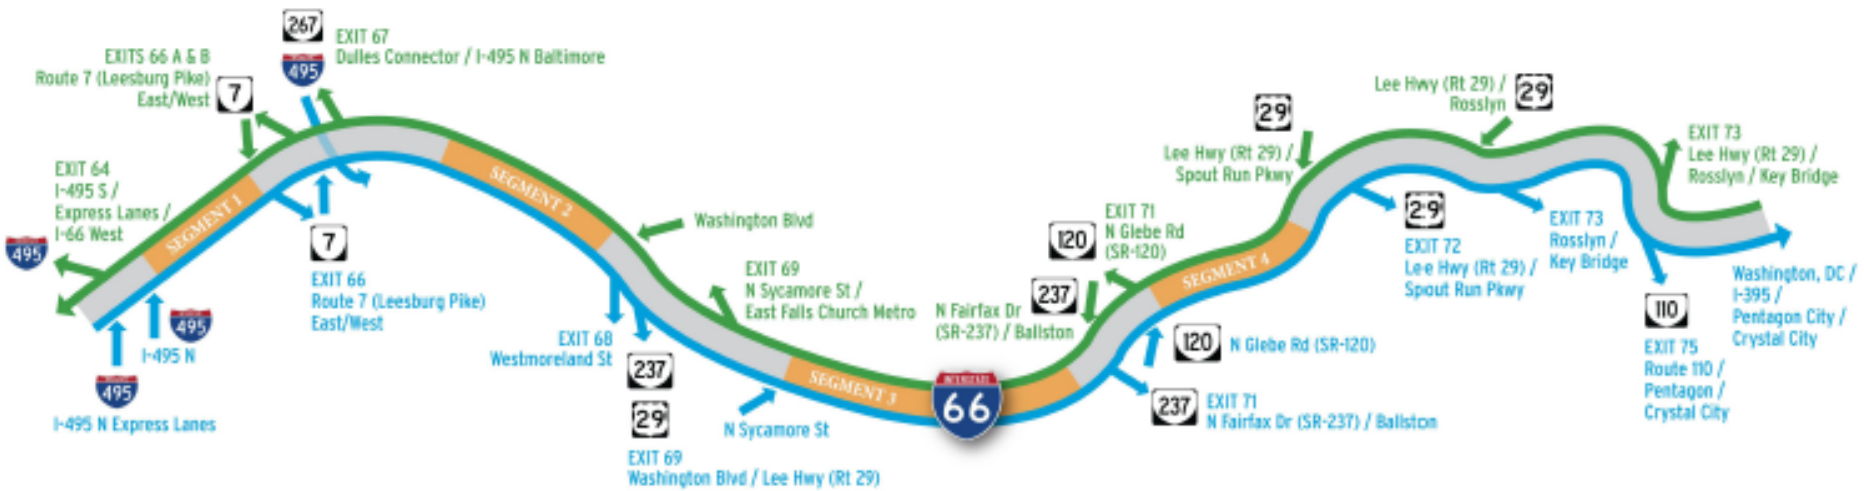 267
EXIT 67
Dulles Connector / I-495 N Baltimore
495
EXITS 66 A & B
Route 7 (Leesburg Pike)
East/West
7
EXIT 64
I-495 S /
Express Lanes /
I-66 West
495
SEGMENT 1
495
I-495 N
495
I-495 N Express Lanes
7
EXIT 66
Route 7 (Leesburg Pike)
East/West
SEGMENT 2
Washington Blvd
EXIT 68
Westmoreland St
237
29
EXIT 69
Washington Blvd / Lee Hwy (Rt 29)
EXIT 69
N Sycamore St /
East Falls Church Metro
N Sycamore St
SEGMENT 3
INTERSTATE
66
N Fairfax Dr
(SR-237) / Ballston
237
120
EXIT 71
N Glebe Rd
(SR-120)
SEGMENT 4
120
N Glebe Rd (SR-120)
237
EXIT 71
N Fairfax Dr (SR-237) / Ballston
29
Lee Hwy (Rt 29) /
Spout Run Pkwy
29
EXIT 72
Lee Hwy (Rt 29) /
Spout Run Pkwy
Lee Hwy (Rt 29) /
Rosslyn
29
EXIT 73
Rosslyn /
Key Bridge
EXIT 73
Lee Hwy (Rt 29) /
Rosslyn / Key Bridge
110
EXIT 75
Route 110 /
Pentagon /
Crystal City
Washington, DC /
I-395 /
Pentagon City /
Crystal City